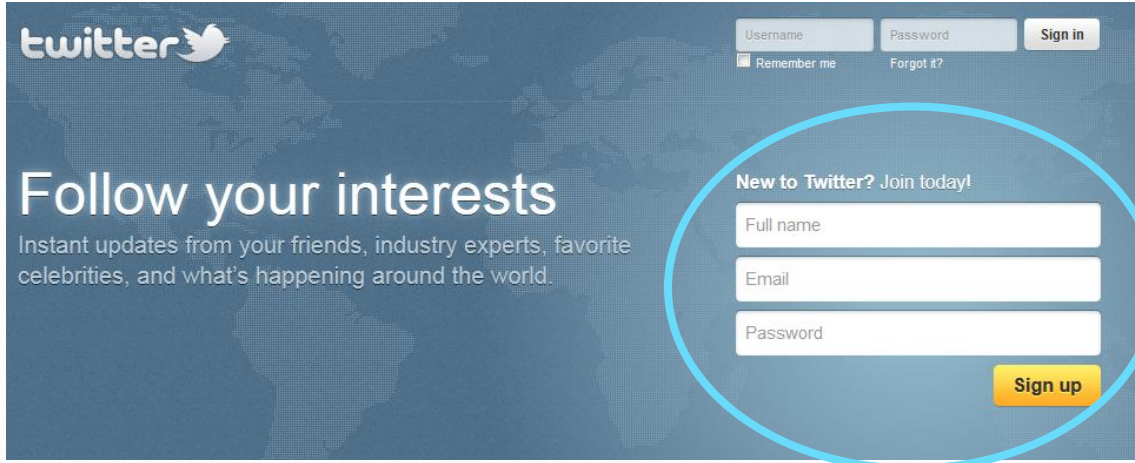 twitter
Username Password Sign in
Remember me Forgot it?
Follow your interests
Instant updates from your friends, industry experts, favorite
celebrities, and what's happening around the world.
New to Twitter? Join today!
Full name
Email
Password
Sign up